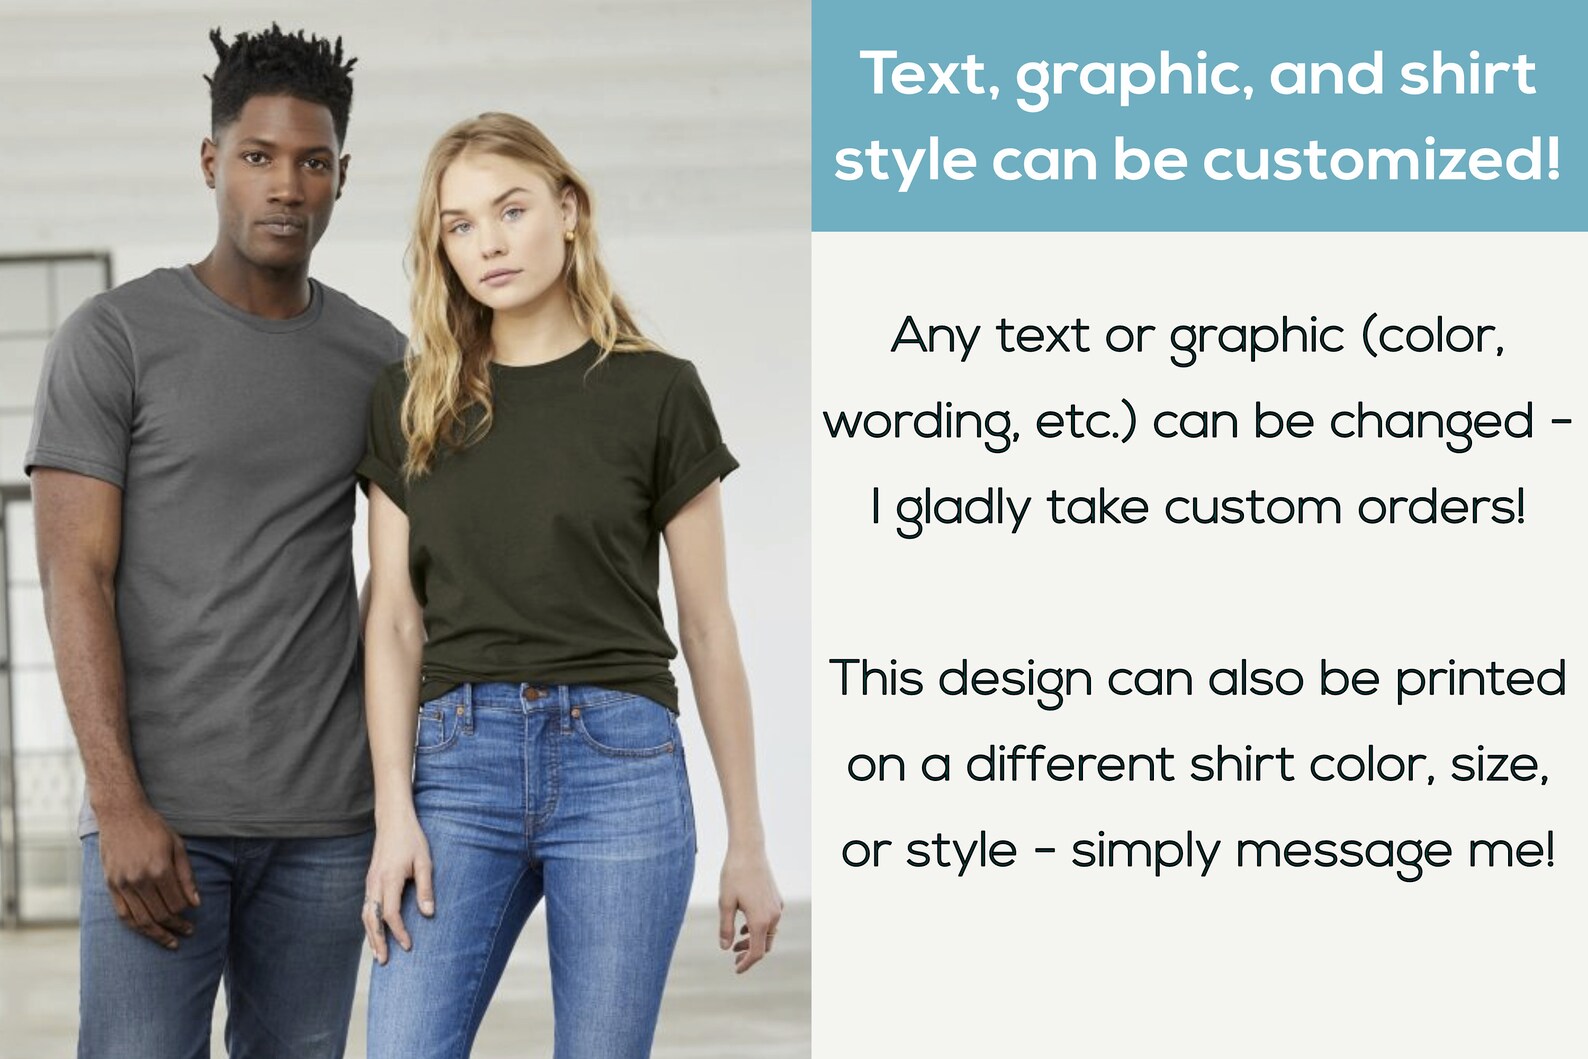 Text, graphic, and shirt
style can be customized!
Any text or graphic (color,
wording, etc.) can be changed -
I gladly take custom orders!
This design can also be printed
on a different shirt color, size,
or style - simply message me!